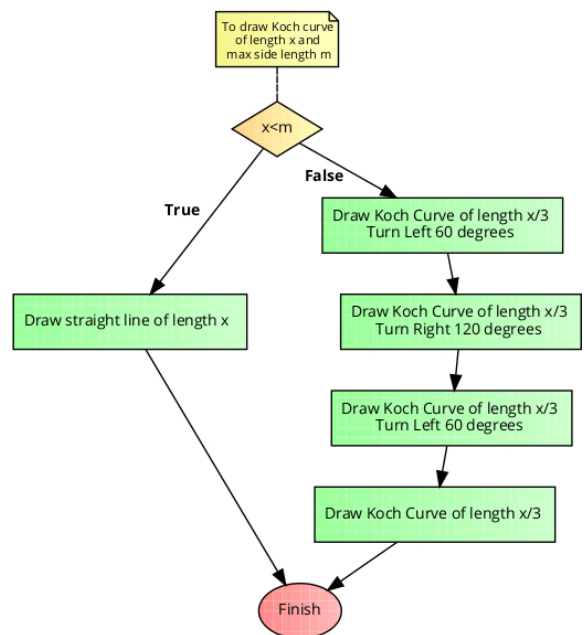 To draw Koch curve
of length x and
max side length m
x<m
False
True
Draw Koch Curve of length x/3
Turn Left 60 degrees
Draw straight line of length x
Draw Koch Curve of length x/3
Turn Right 120 degrees
Draw Koch Curve of length x/3
Turn Left 60 degrees
Draw Koch Curve of length x/3
Finish